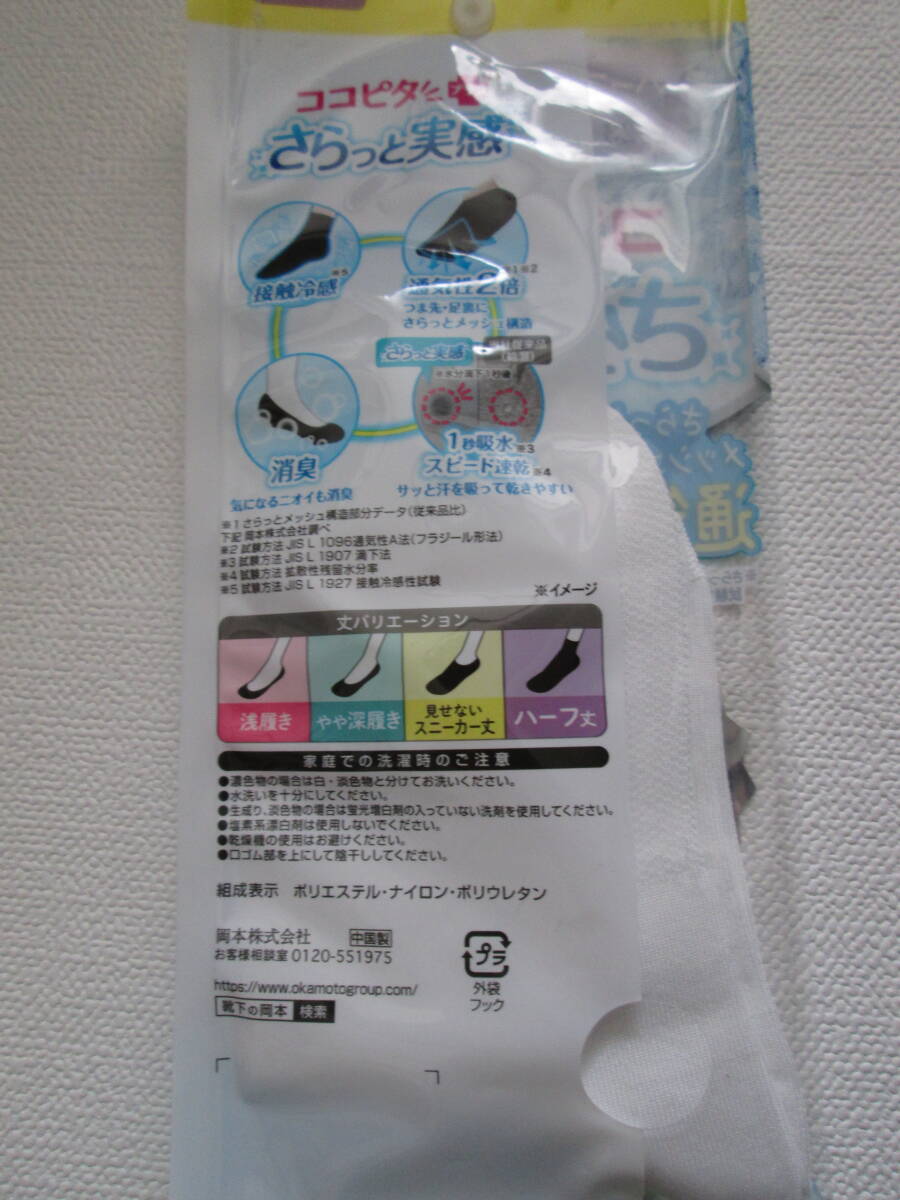 ココピタ
さらっと実感
接触冷感※5
通気性2倍※1※2
つま先・足裏に
さらっとメッシュ構造
さらっと実感
※水分滴下1秒後
消臭
気になるニオイも消臭
1秒吸水※3
スピード速乾※4
サッと汗を吸って乾きやすい
※1 さらっとメッシュ構造部分データ(従来品比)
下記 岡本株式会社調べ
※2 試験方法 JIS L 1096通気性A法(フラジール形法)
※3 試験方法 JIS L 1907 滴下法
※4 試験方法 拡散性残留水分率
※5 試験方法 JIS L 1927 接触冷感性試験
※イメージ
丈バリエーション
浅履き
やや深履き
見せない
スニーカー丈
ハーフ丈
家庭での洗濯時のご注意
●濃色物の場合は白・淡色物と分けてお洗いください。
●水洗いを十分にしてください。
●生成り、淡色物の場合は蛍光増白剤の入っていない洗剤を使用してください。
●塩素系漂白剤は使用しないでください。
●乾燥機の使用はお避けください。
●口ゴム部を上にして陰干ししてください。
組成表示 ポリエステル・ナイロン・ポリウレタン
岡本株式会社 中国製
お客様相談室 0120-551975
https://www.okamotogroup.com/
靴下の岡本 検索
プラ
外袋
フック